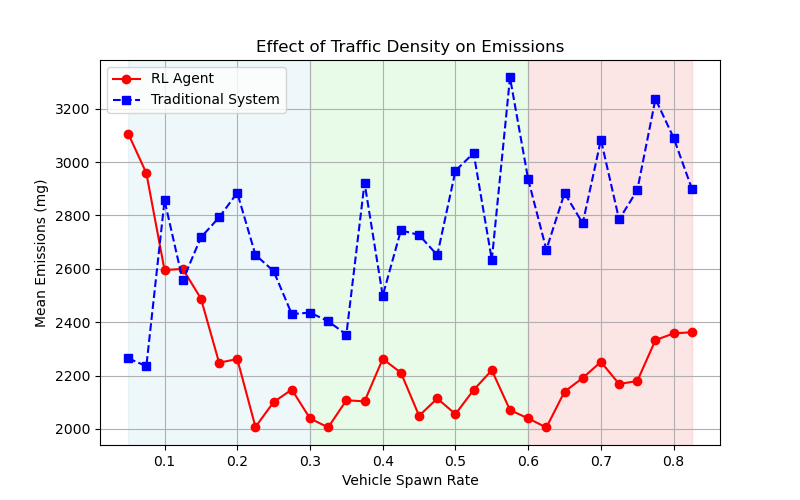 Effect of Traffic Density on Emissions
RL Agent
Traditional System
Mean Emissions (mg)
3200
3000
2800
2600
2400
2200
2000
0.1 0.2 0.3 0.4 0.5 0.6 0.7 0.8
Vehicle Spawn Rate